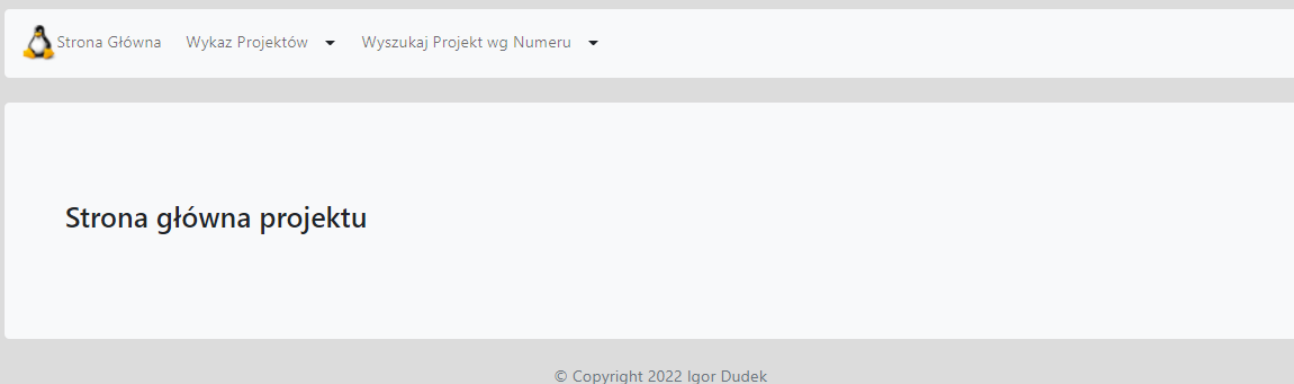 Strona Główna Wykaz Projektów Wyszukaj Projekt wg Numeru
Strona główna projektu
© Copyright 2022 Igor Dudek